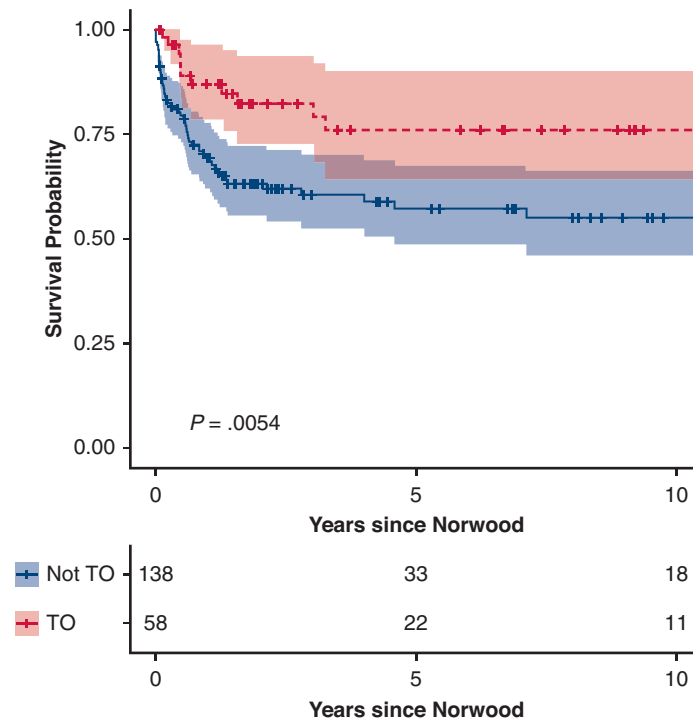 1.00
0.75
0.50
0.25
0.00
Survival Probability
P = .0054
0 5 10
Years since Norwood
Not TO 138 33 18
TO 58 22 11
0 5 10
Years since Norwood